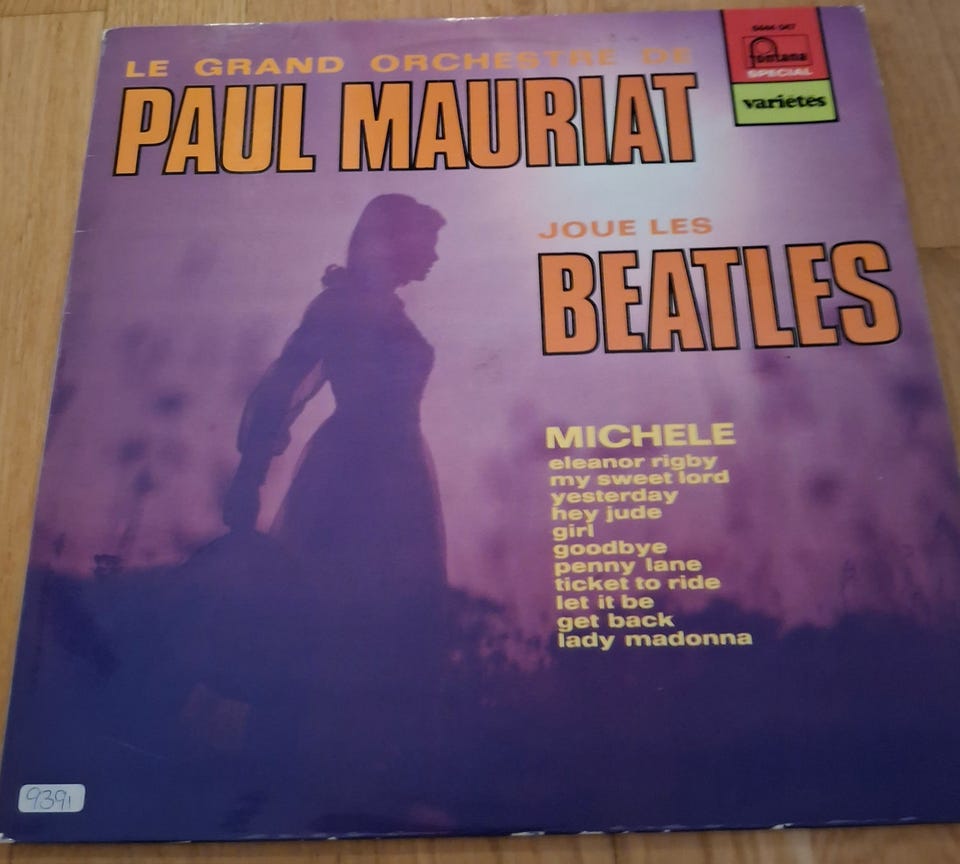 LE GRAND ORCHESTRE DE
PAUL MAURIAT
fontana
SPECIAL
variétés
JOUE LES
BEATLES
MICHELE
eleanor rigby
my sweet lord
yesterday
hey jude
girl
goodbye
penny lane
ticket to ride
let it be
get back
lady madonna
9391